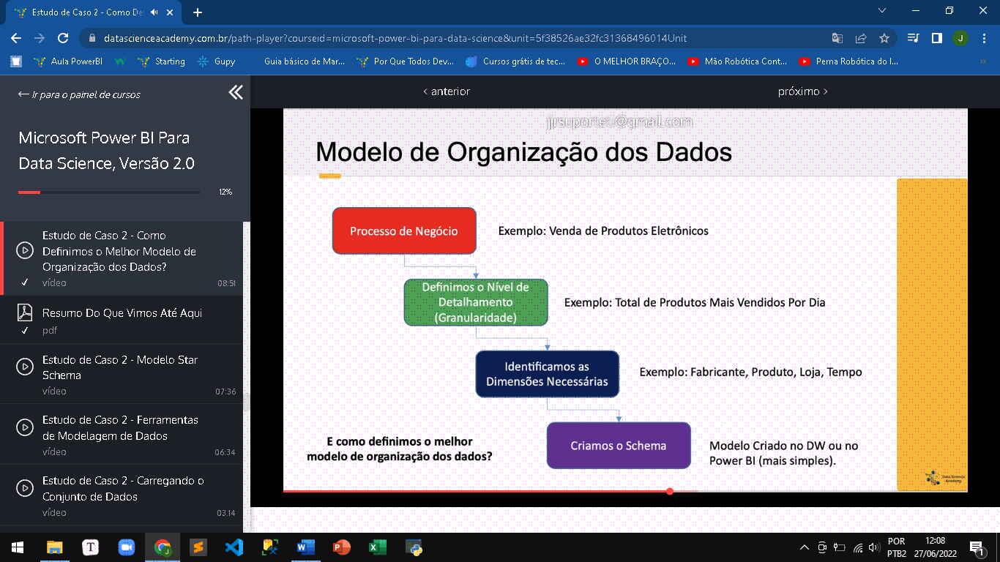 Estudo de Caso 2 - Como De
datascienceacademy.com.br/path-player?courseid=microsoft-power-bi-para-data-science&unit=5f38526ae32fc31368496014Unit
J
Aula PowerBI
Starting
Gupy
Guia básico de Mar...
Por Que Todos Dev...
Cursos grátis de tec...
O MELHOR BRAÇO...
Mão Robótica Cont...
Perna Robótica do I...
Ir para o painel de cursos
Microsoft Power BI Para
Data Science, Versão 2.0
12%
Estudo de Caso 2 - Como
Definimos o Melhor Modelo de
Organização dos Dados?
vídeo 08:51
Resumo Do Que Vimos Até Aqui
pdf
Estudo de Caso 2 - Modelo Star
Schema
vídeo 07:36
Estudo de Caso 2 - Ferramentas
de Modelagem de Dados
vídeo 06:34
Estudo de Caso 2 - Carregando o
Conjunto de Dados
vídeo 03:14
‹ anterior
próximo ›
jjrsuporteti@gmail.com
Modelo de Organização dos Dados
Processo de Negócio
Exemplo: Venda de Produtos Eletrônicos
Definimos o Nível de
Detalhamento
(Granularidade)
Exemplo: Total de Produtos Mais Vendidos Por Dia
Identificamos as
Dimensões Necessárias
Exemplo: Fabricante, Produto, Loja, Tempo
Criamos o Schema
Modelo Criado no DW ou no
Power BI (mais simples).
E como definimos o melhor
modelo de organização dos dados?
Data Science
Academy
POR
PTB2
12:08
27/06/2022
1